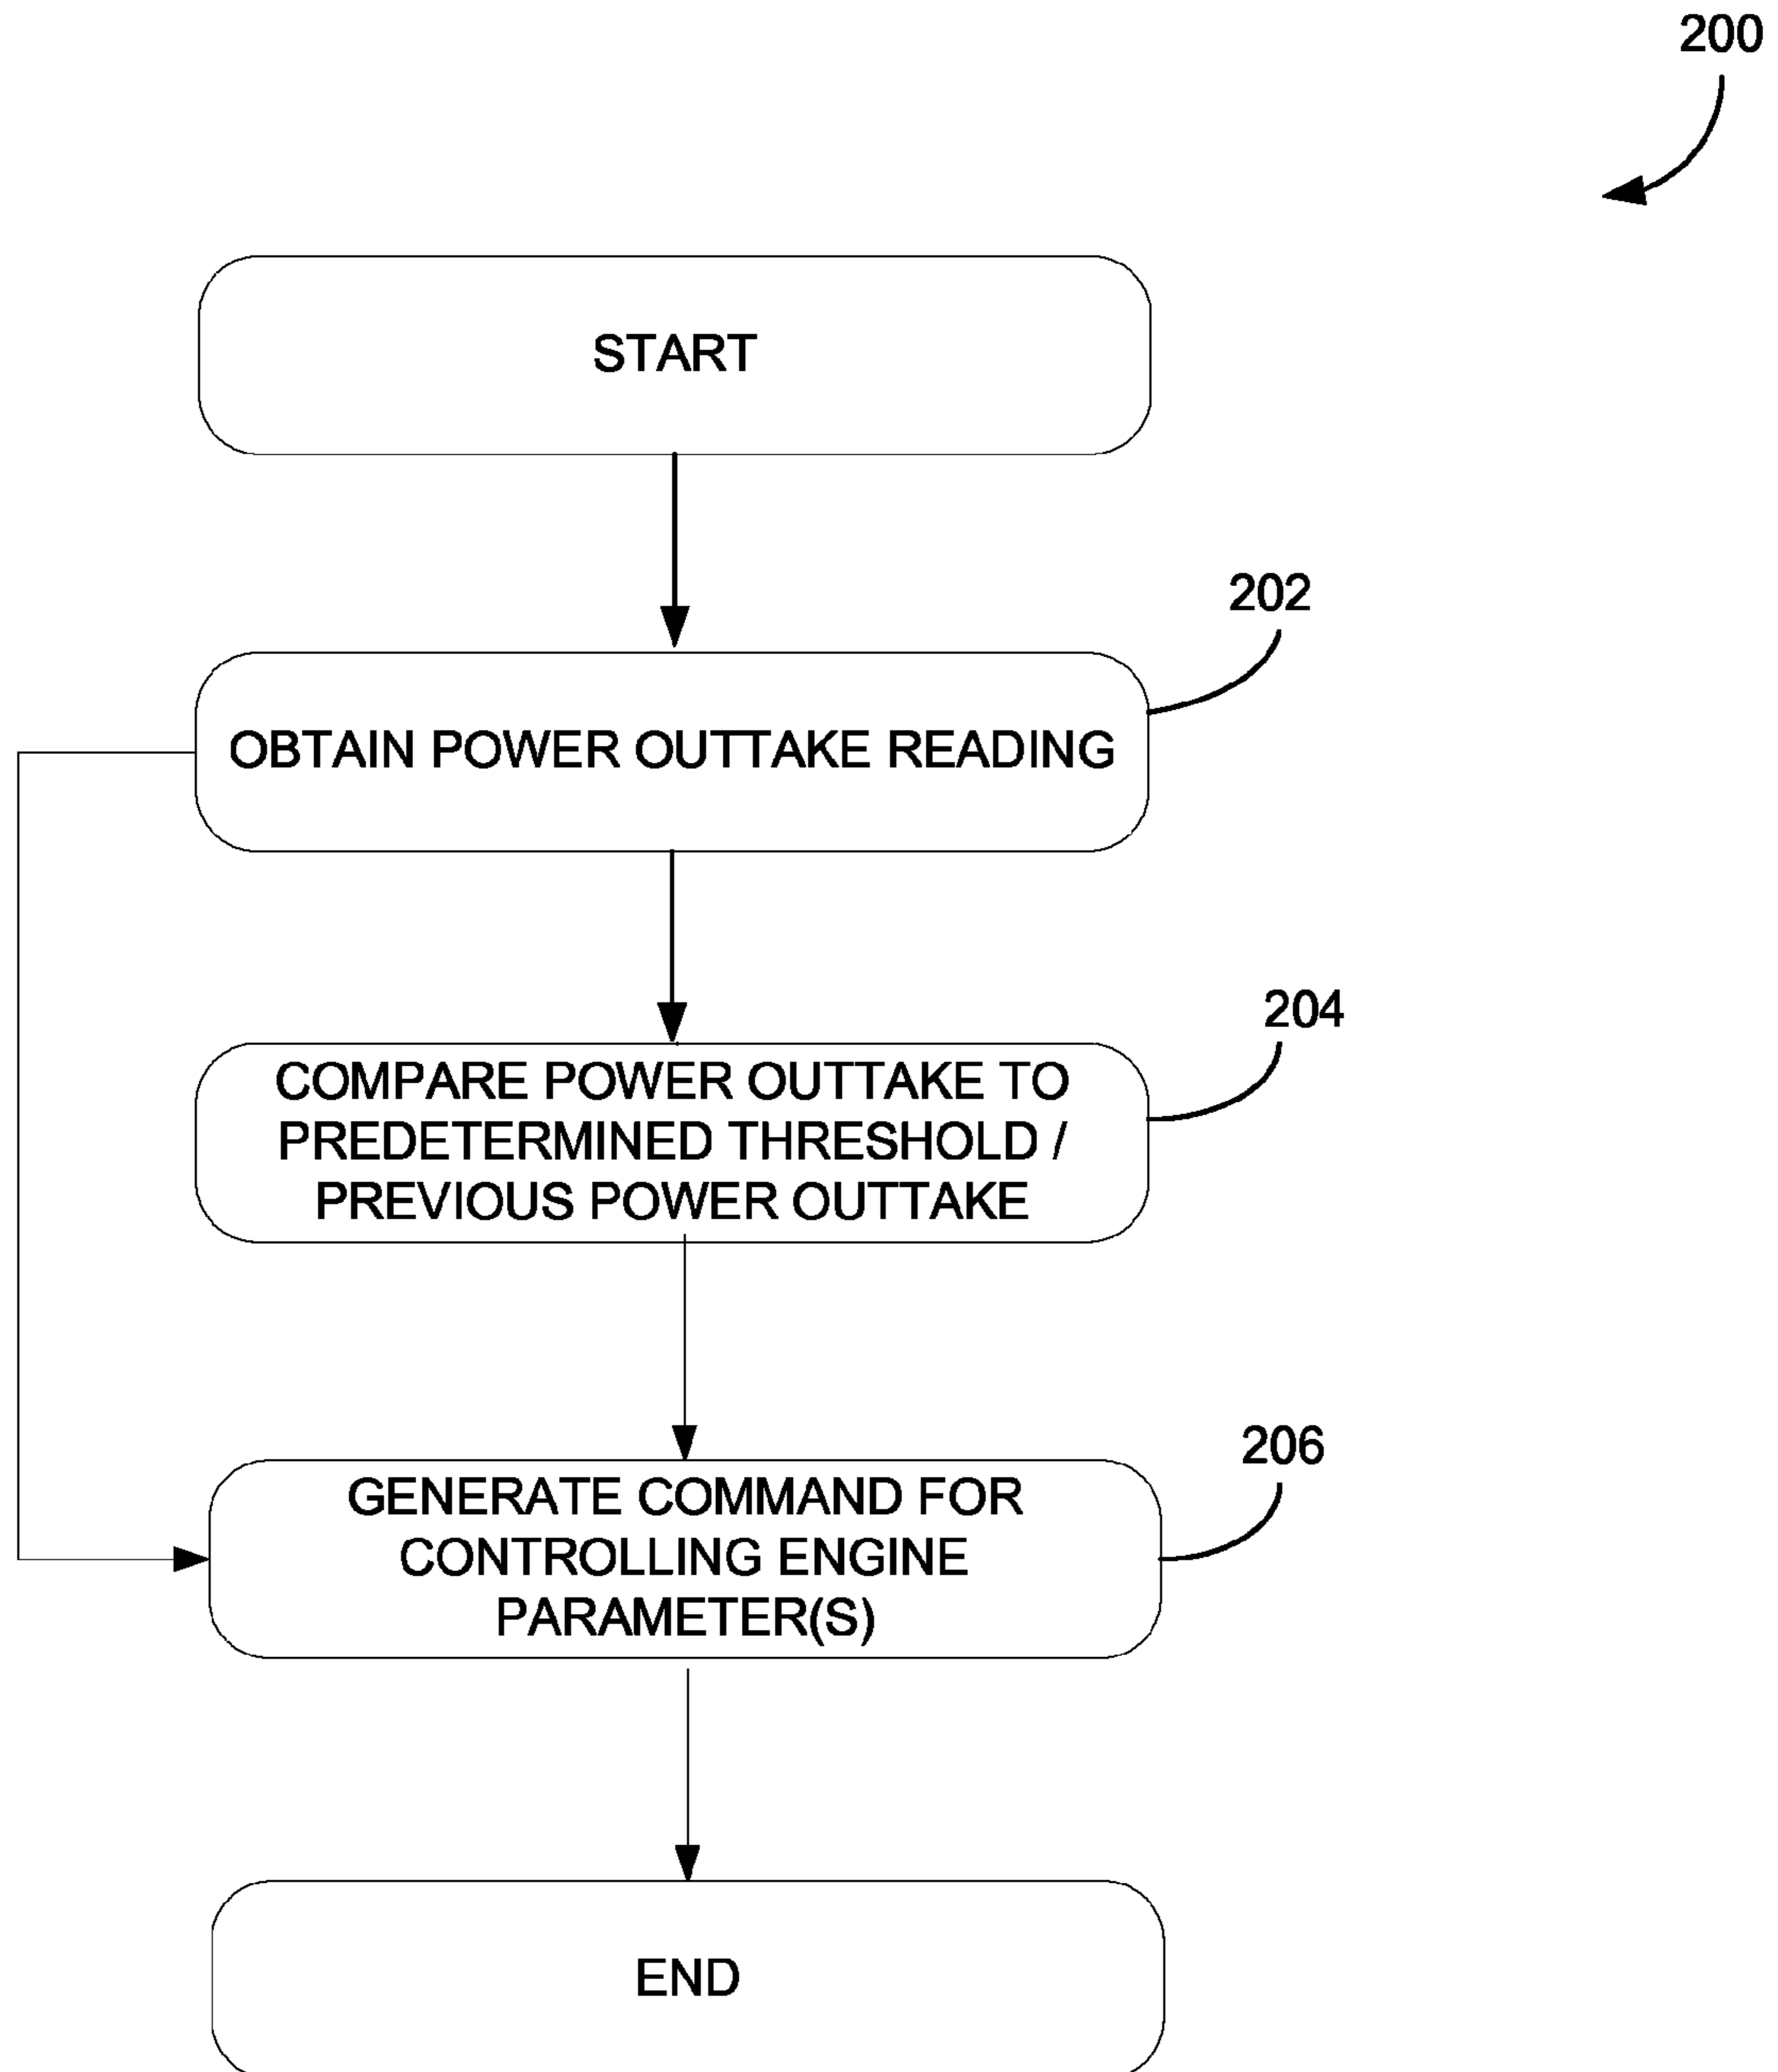 200
START
202
OBTAIN POWER OUTTAKE READING
204
COMPARE POWER OUTTAKE TO
PREDETERMINED THRESHOLD /
PREVIOUS POWER OUTTAKE
206
GENERATE COMMAND FOR
CONTROLLING ENGINE
PARAMETER(S)
END